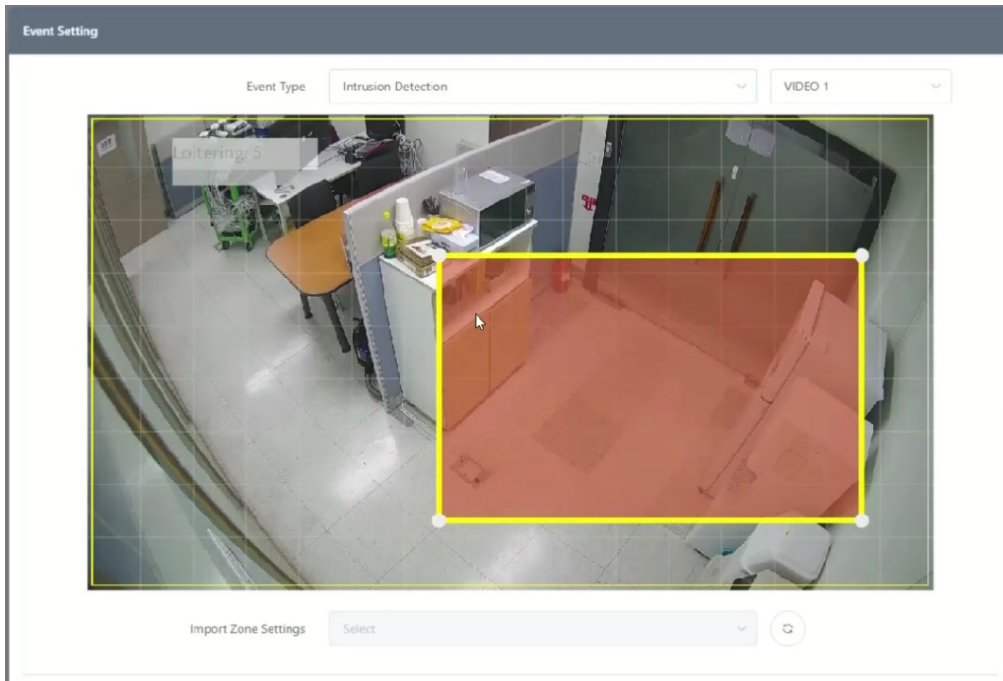 Event Setting
Event Type
Intrusion Detection
VIDEO 1
Loitering: 5
Import Zone Settings
Select